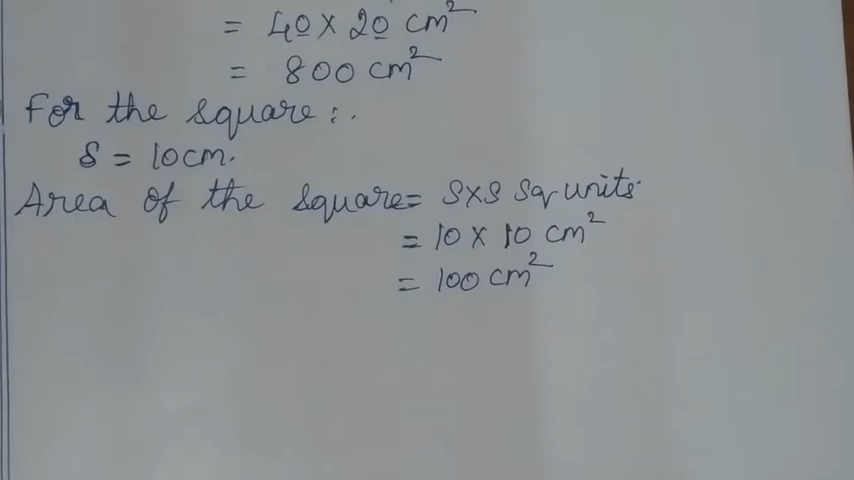 = 40 x 20 cm²
= 800 cm²
For the square :.
S = 10cm.
Area of the square = S x S Sq units.
= 10 x 10 cm²
= 100 cm²